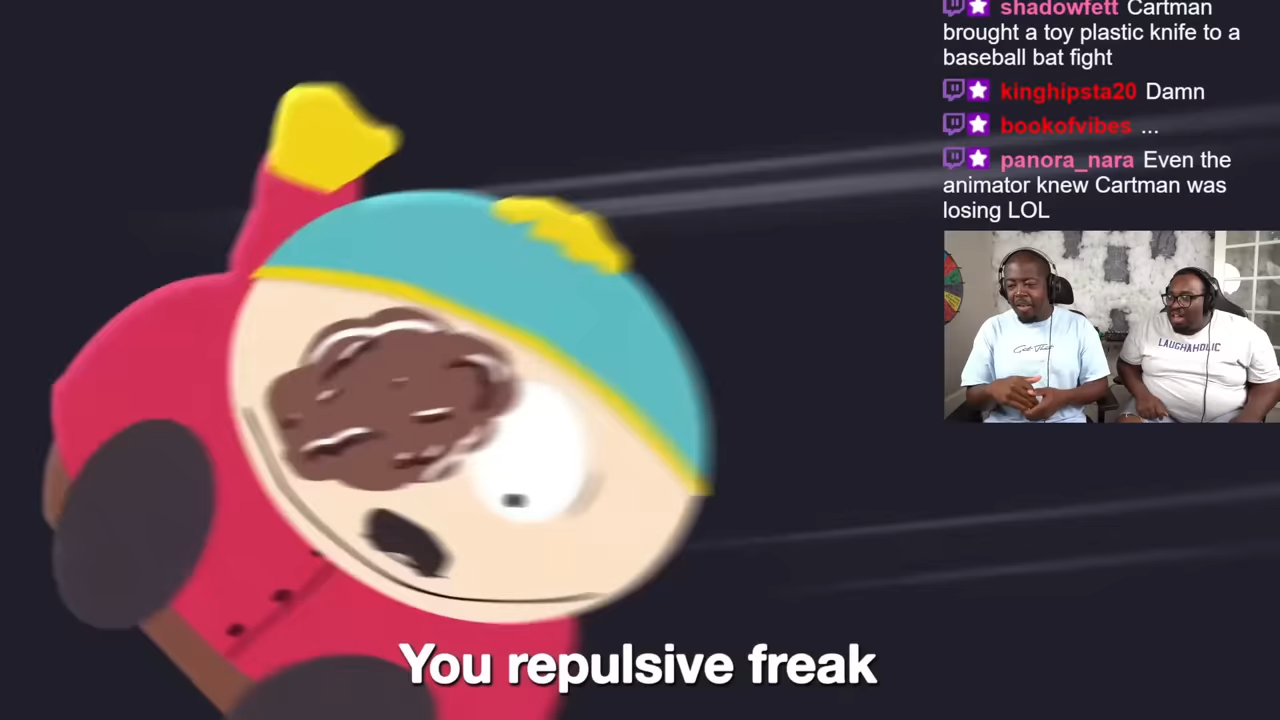 shadowfett Cartman
brought a toy plastic knife to a
baseball bat fight
kinghipsta20 Damn
bookofvibes ...
panora_nara Even the
animator knew Cartman was
losing LOL
LAUGHAHOLIC
You repulsive freak